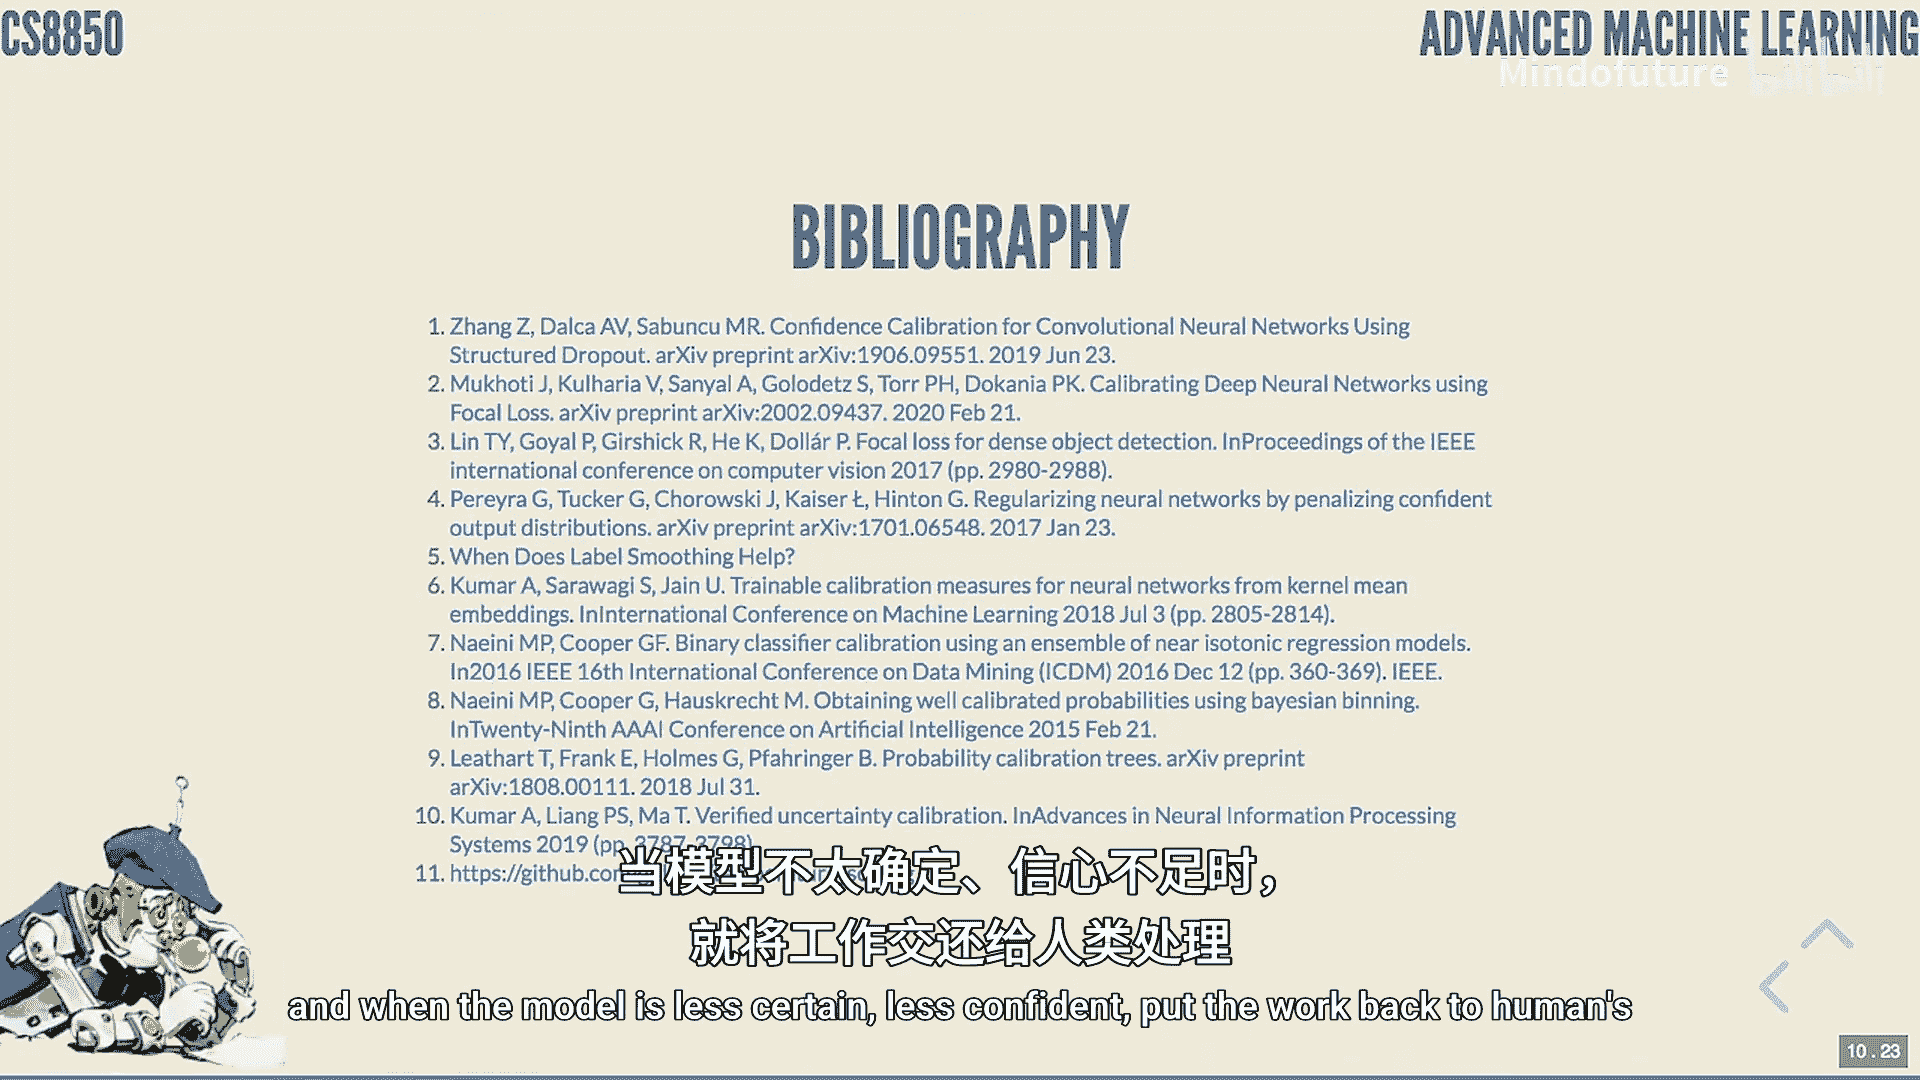 CS8850
ADVANCED MACHINE LEARNING
Mindofuture
BIBLIOGRAPHY
1. Zhang Z, Dalca AV, Sabuncu MR. Confidence Calibration for Convolutional Neural Networks Using
Structured Dropout. arXiv preprint arXiv:1906.09551. 2019 Jun 23.
2. Mukhoti J, Kulharia V, Sanyal A, Golodetz S, Torr PH, Dokania PK. Calibrating Deep Neural Networks using
Focal Loss. arXiv preprint arXiv:2002.09437. 2020 Feb 21.
3. Lin TY, Goyal P, Girshick R, He K, Dollár P. Focal loss for dense object detection. InProceedings of the IEEE
international conference on computer vision 2017 (pp. 2980-2988).
4. Pereyra G, Tucker G, Chorowski J, Kaiser Ł, Hinton G. Regularizing neural networks by penalizing confident
output distributions. arXiv preprint arXiv:1701.06548. 2017 Jan 23.
5. When Does Label Smoothing Help?
6. Kumar A, Sarawagi S, Jain U. Trainable calibration measures for neural networks from kernel mean
embeddings. InInternational Conference on Machine Learning 2018 Jul 3 (pp. 2805-2814).
7. Naeini MP, Cooper GF. Binary classifier calibration using an ensemble of near isotonic regression models.
In2016 IEEE 16th International Conference on Data Mining (ICDM) 2016 Dec 12 (pp. 360-369). IEEE.
8. Naeini MP, Cooper G, Hauskrecht M. Obtaining well calibrated probabilities using bayesian binning.
InTwenty-Ninth AAAI Conference on Artificial Intelligence 2015 Feb 21.
9. Leathart T, Frank E, Holmes G, Pfahringer B. Probability calibration trees. arXiv preprint
arXiv:1808.00111. 2018 Jul 31.
10. Kumar A, Liang PS, Ma T. Verified uncertainty calibration. InAdvances in Neural Information Processing
Systems 2019 (pp. 3787-3798).
11.
当模型不太确定、信心不足时，
就将工作交还给人类处理
and when the model is less certain, less confident, put the work back to human's
10.23